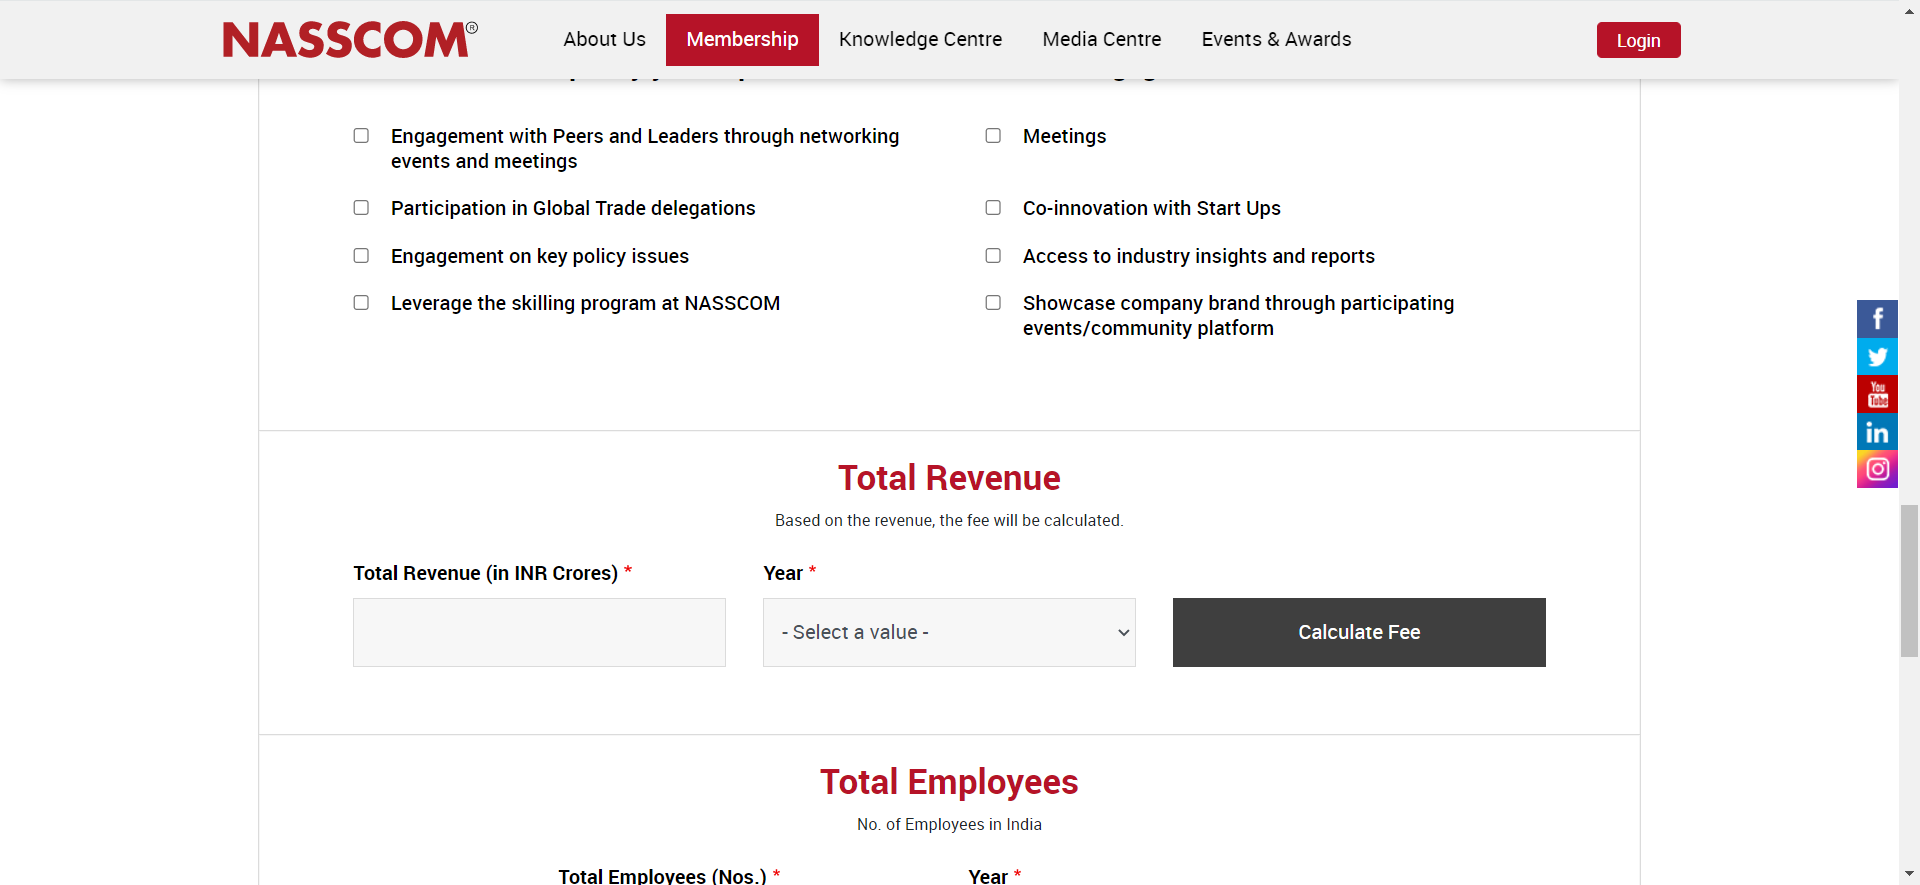 NASSCOM®
About Us Membership Knowledge Centre Media Centre Events & Awards Login
Engagement with Peers and Leaders through networking
events and meetings
Meetings
Participation in Global Trade delegations
Co-innovation with Start Ups
Engagement on key policy issues
Access to industry insights and reports
Leverage the skilling program at NASSCOM
Showcase company brand through participating
events/community platform
Total Revenue
Based on the revenue, the fee will be calculated.
Total Revenue (in INR Crores) *
Year *
- Select a value -
Calculate Fee
Total Employees
No. of Employees in India
Total Employees (Nos.) *
Year *
f
You
Tube
in